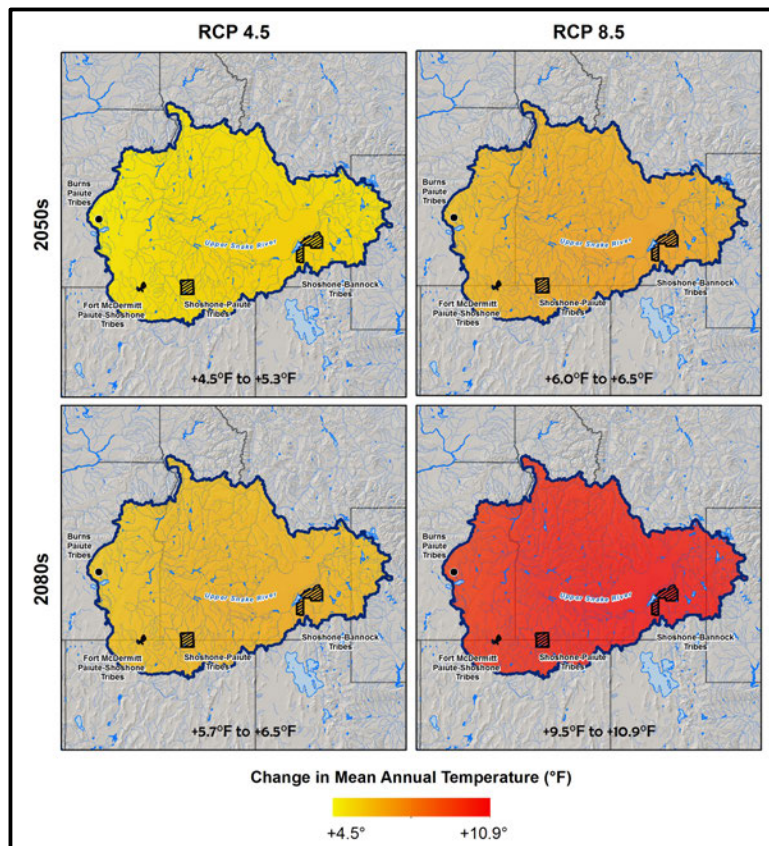 RCP 4.5
RCP 8.5
2050s
Burns
Paiute
Tribes
Upper Snake River
Fort McDermitt
Paiute-Shoshone
Tribes
Shoshone-Paiute
Tribes
Shoshone-Bannock
Tribes
+4.5°F to +5.3°F
Burns
Paiute
Tribes
Upper Snake River
Fort McDermitt
Paiute-Shoshone
Tribes
Shoshone-Paiute
Tribes
Shoshone-Bannock
Tribes
+6.0°F to +6.5°F
2080s
Burns
Paiute
Tribes
Upper Snake River
Fort McDermitt
Paiute-Shoshone
Tribes
Shoshone-Paiute
Tribes
Shoshone-Bannock
Tribes
+5.7°F to +6.5°F
Burns
Paiute
Tribes
Upper Snake River
Fort McDermitt
Paiute-Shoshone
Tribes
Shoshone-Paiute
Tribes
Shoshone-Bannock
Tribes
+9.5°F to +10.9°F
Change in Mean Annual Temperature (°F)
+4.5°
+10.9°